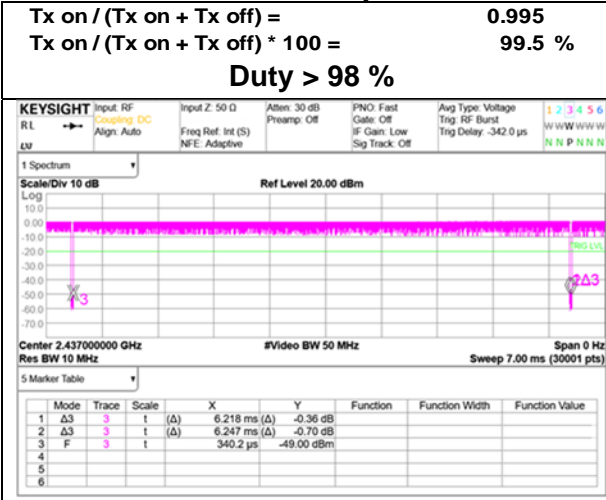 Tx on / (Tx on + Tx off) = 0.995
Tx on / (Tx on + Tx off) * 100 = 99.5 %
Duty > 98 %
KEYSIGHT Input: RF Input Z: 50 Ω Atten: 30 dB PNO: Fast Avg Type: Voltage 1 2 3 4 5 6
RL Coupling: DC Preamp: Off Gate: Off Trig: RF Burst W W W W W W
Align: Auto Freq Ref: Int (S) IF Gain: Low Trig Delay: -342.0 µs
NFE: Adaptive Sig Track: Off N N P N N N
1 Spectrum
Scale/Div 10 dB Ref Level 20.00 dBm
Log
10.0
0.00
-10.0
-20.0
TRIG LVL
-30.0
-40.0
2Δ3
-50.0
3
-60.0
-70.0
Center 2.437000000 GHz #Video BW 50 MHz Span 0 Hz
Res BW 10 MHz Sweep 7.00 ms (30001 pts)
5 Marker Table
Mode Trace Scale X Y Function Function Width Function Value
1 Δ3 3 t (Δ) 6.218 ms (Δ) -0.36 dB
2 Δ3 3 t (Δ) 6.247 ms (Δ) -0.70 dB
3 F 3 t 340.2 µs -49.00 dBm
4
5
6